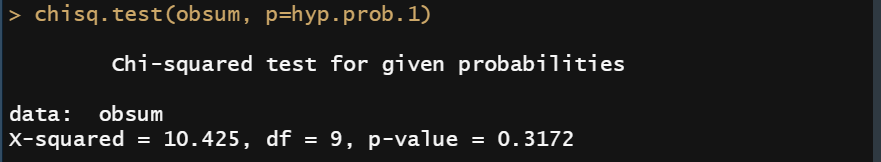 > chisq.test(obsum, p=hyp.prob.1)
Chi-squared test for given probabilities
data:  obsum
X-squared = 10.425, df = 9, p-value = 0.3172